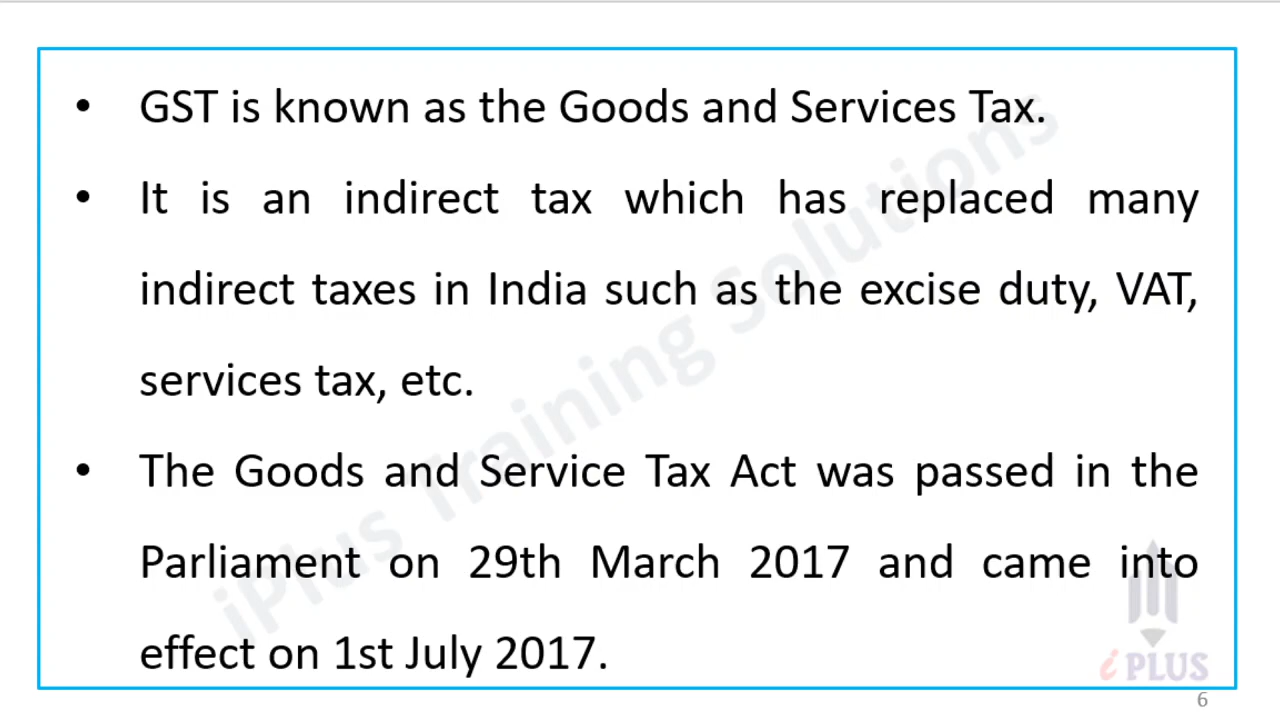 • GST is known as the Goods and Services Tax.
• It is an indirect tax which has replaced many
indirect taxes in India such as the excise duty, VAT,
services tax, etc.
• The Goods and Service Tax Act was passed in the
Parliament on 29th March 2017 and came into
effect on 1st July 2017.
iPlus Training Solutions
i PLUS
6